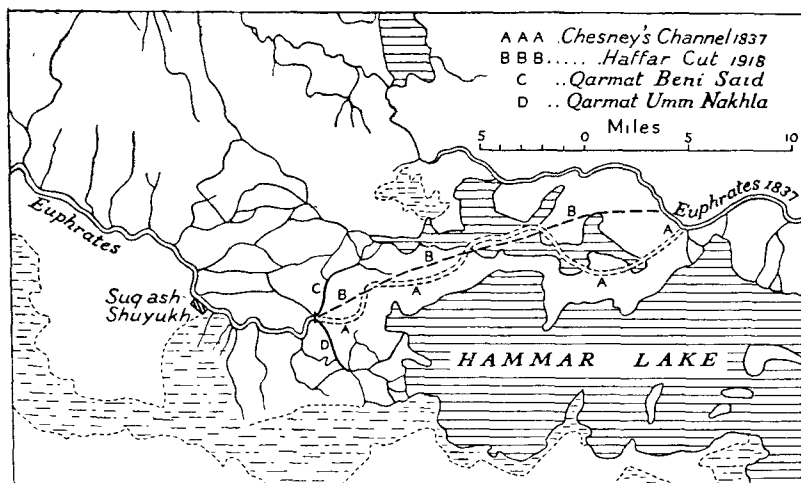 A A A .Chesney's Channel 1837
B B B ..... Haffar Cut 1918
C ..Qarmat Beni Said
D .. Qarmat Umm Nakhla
Miles
5 0 5 10
Euphrates 1837
Euphrates
B
A
B
C
B
A
A
A
Suq ash
Shuyukh
D
HAMMAR LAKE